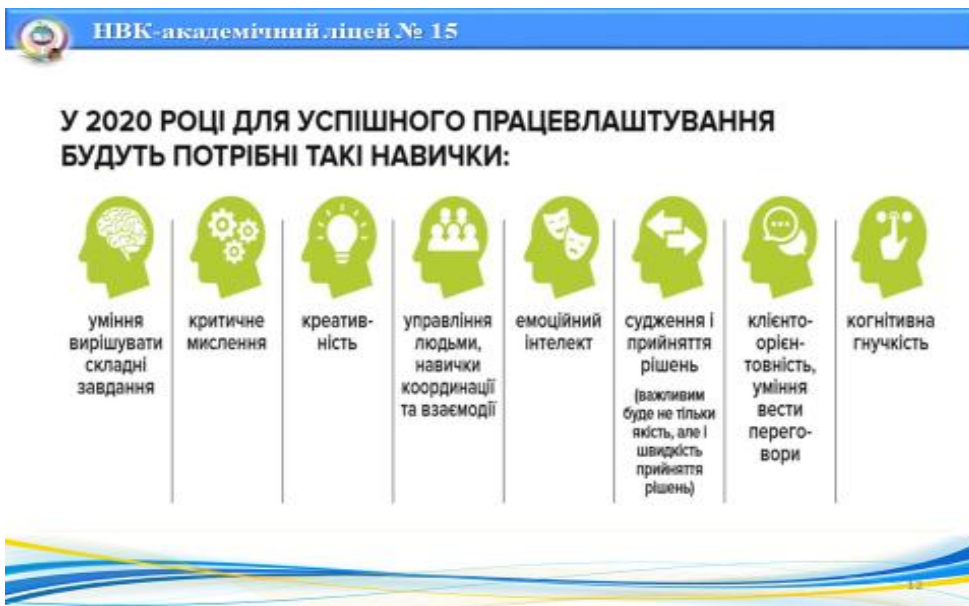 НВК-академічний ліцей № 15
У 2020 РОЦІ ДЛЯ УСПІШНОГО ПРАЦЕВЛАШТУВАННЯ
БУДУТЬ ПОТРІБНІ ТАКІ НАВИЧКИ:
уміння
вирішувати
складні
завдання
критичне
мислення
креатив-
ність
управління
людьми,
навички
координації
та взаємодії
емоційний
інтелект
судження і
прийняття
рішень
(важливим
буде не тільки
якість, але і
швидкість
прийняття
рішень)
клієнто-
орієн-
товність,
уміння
вести
перего-
вори
когнітивна
гнучкість
12